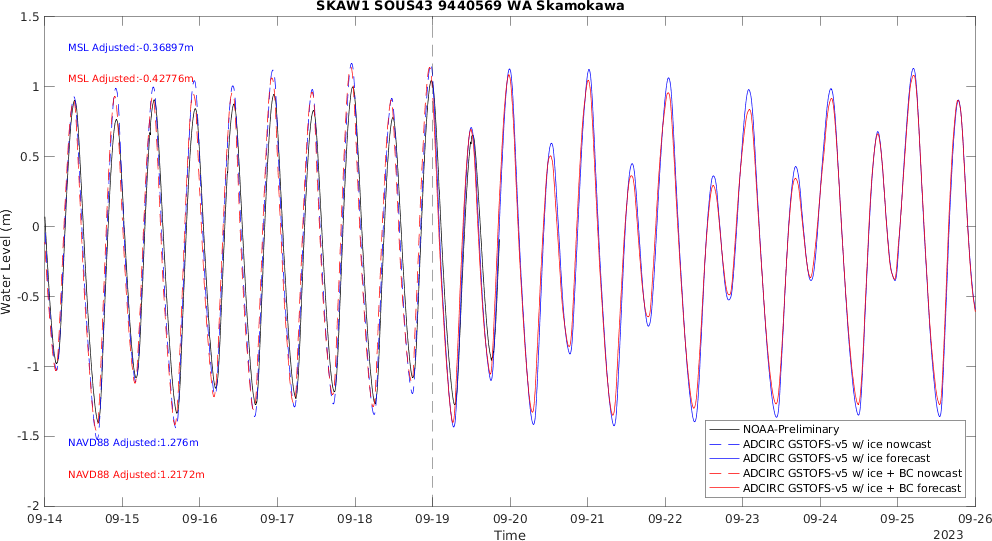 SKAW1 SOUS43 9440569 WA Skamokawa
1.5
MSL Adjusted:-0.36897m
MSL Adjusted:-0.42776m
1
0.5
0
-0.5
-1
-1.5
-2
Water Level (m)
NAVD88 Adjusted:1.276m
NAVD88 Adjusted:1.2172m
NOAA-Preliminary
ADCIRC GSTOFS-v5 w/ ice nowcast
ADCIRC GSTOFS-v5 w/ ice forecast
ADCIRC GSTOFS-v5 w/ ice + BC nowcast
ADCIRC GSTOFS-v5 w/ ice + BC forecast
09-14 09-15 09-16 09-17 09-18 09-19 09-20 09-21 09-22 09-23 09-24 09-25 09-26
Time
2023